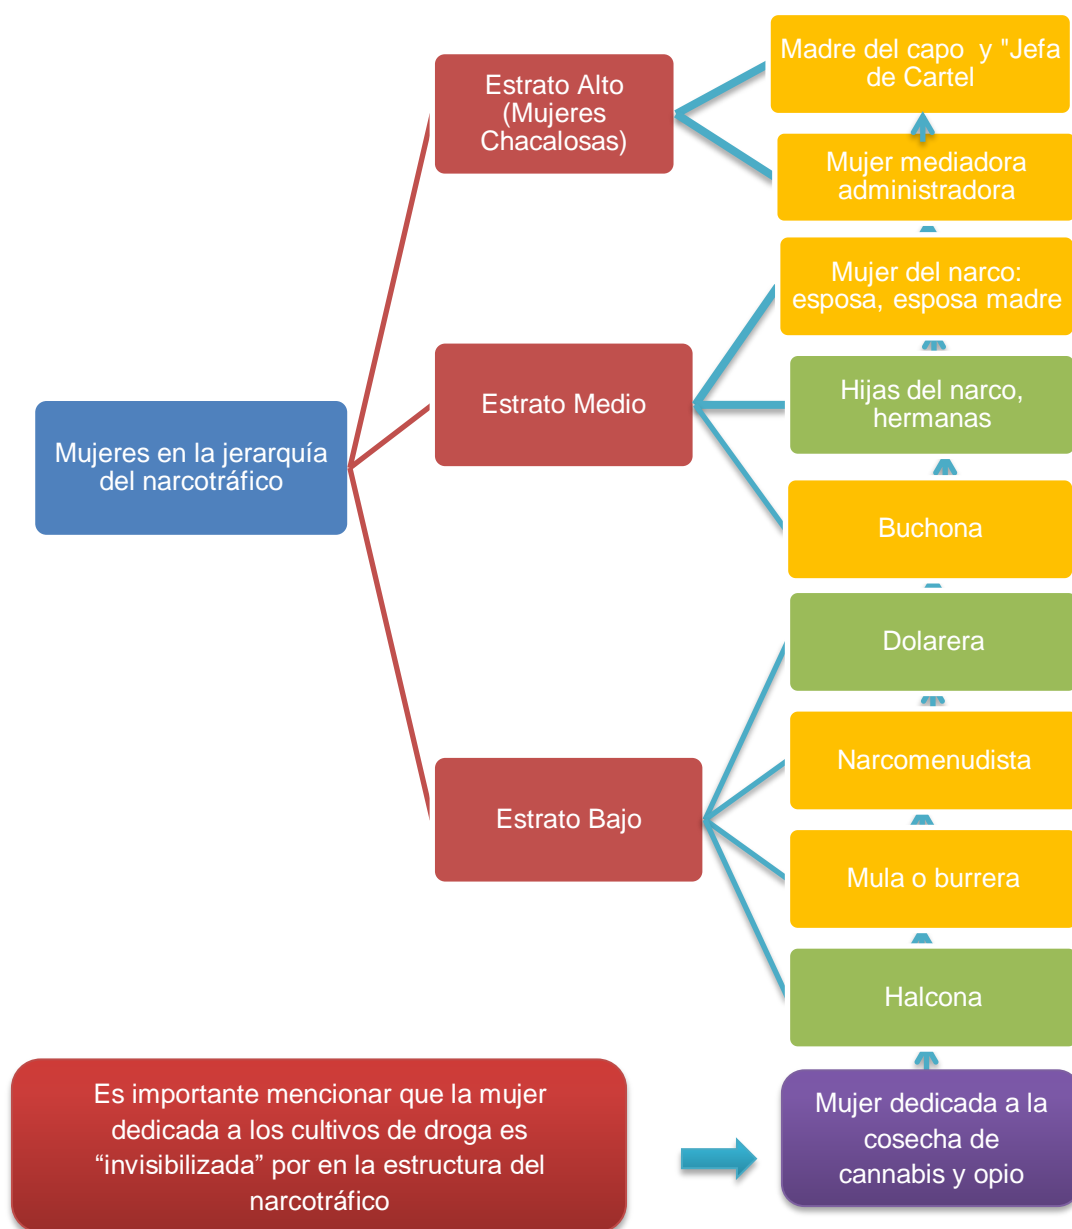 Mujeres en la jerarquía
del narcotráfico
Estrato Alto
(Mujeres
Chacalosas)
Madre del capo y "Jefa
de Cartel
Mujer mediadora
administradora
Estrato Medio
Mujer del narco:
esposa, esposa madre
Hijas del narco,
hermanas
Buchona
Estrato Bajo
Dolarera
Narcomenudista
Mula o burrera
Halcona
Es importante mencionar que la mujer
dedicada a los cultivos de droga es
“invisibilizada” por en la estructura del
narcotráfico
Mujer dedicada a la
cosecha de
cannabis y opio